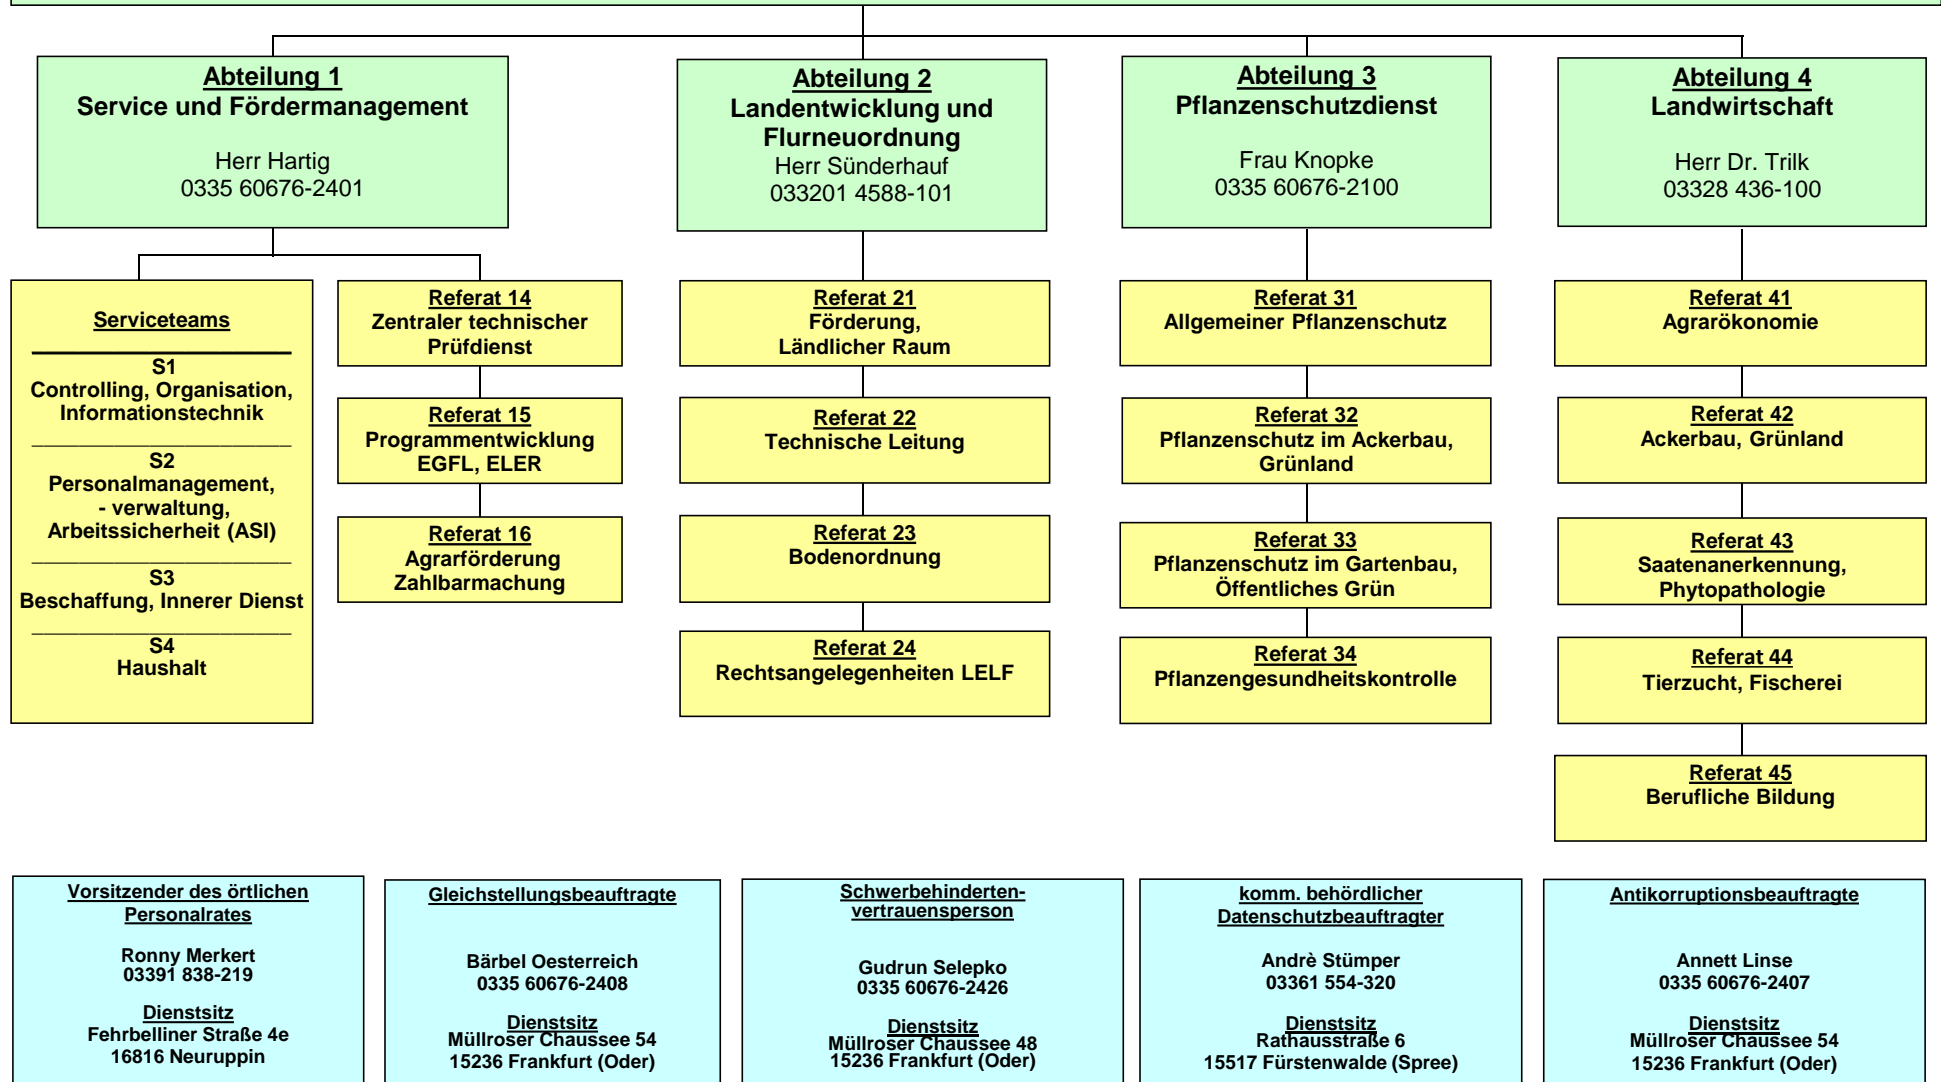 Abteilung 1
Service und Fördermanagement
Herr Hartig
0335 60676-2401
Abteilung 2
Landentwicklung und
Flurneuordnung
Herr Sünderhauf
033201 4588-101
Abteilung 3
Pflanzenschutzdienst
Frau Knopke
0335 60676-2100
Abteilung 4
Landwirtschaft
Herr Dr. Trilk
03328 436-100
Serviceteams
S1
Controlling, Organisation,
Informationstechnik
S2
Personalmanagement,
- verwaltung,
Arbeitssicherheit (ASI)
S3
Beschaffung, Innerer Dienst
S4
Haushalt
Referat 14
Zentraler technischer
Prüfdienst
Referat 15
Programmentwicklung
EGFL, ELER
Referat 16
Agrarförderung
Zahlbarmachung
Referat 21
Förderung,
Ländlicher Raum
Referat 22
Technische Leitung
Referat 23
Bodenordnung
Referat 24
Rechtsangelegenheiten LELF
Referat 31
Allgemeiner Pflanzenschutz
Referat 32
Pflanzenschutz im Ackerbau,
Grünland
Referat 33
Pflanzenschutz im Gartenbau,
Öffentliches Grün
Referat 34
Pflanzengesundheitskontrolle
Referat 41
Agrarökonomie
Referat 42
Ackerbau, Grünland
Referat 43
Saatenanerkennung,
Phytopathologie
Referat 44
Tierzucht, Fischerei
Referat 45
Berufliche Bildung
Vorsitzender des örtlichen
Personalrates
Ronny Merkert
03391 838-219
Dienstsitz
Fehrbelliner Straße 4e
16816 Neuruppin
Gleichstellungsbeauftragte
Bärbel Oesterreich
0335 60676-2408
Dienstsitz
Müllroser Chaussee 54
15236 Frankfurt (Oder)
Schwerbehinderten-
vertrauensperson
Gudrun Selepko
0335 60676-2426
Dienstsitz
Müllroser Chaussee 48
15236 Frankfurt (Oder)
komm. behördlicher
Datenschutzbeauftragter
Andrè Stümper
03361 554-320
Dienstsitz
Rathausstraße 6
15517 Fürstenwalde (Spree)
Antikorruptionsbeauftragte
Annett Linse
0335 60676-2407
Dienstsitz
Müllroser Chaussee 54
15236 Frankfurt (Oder)